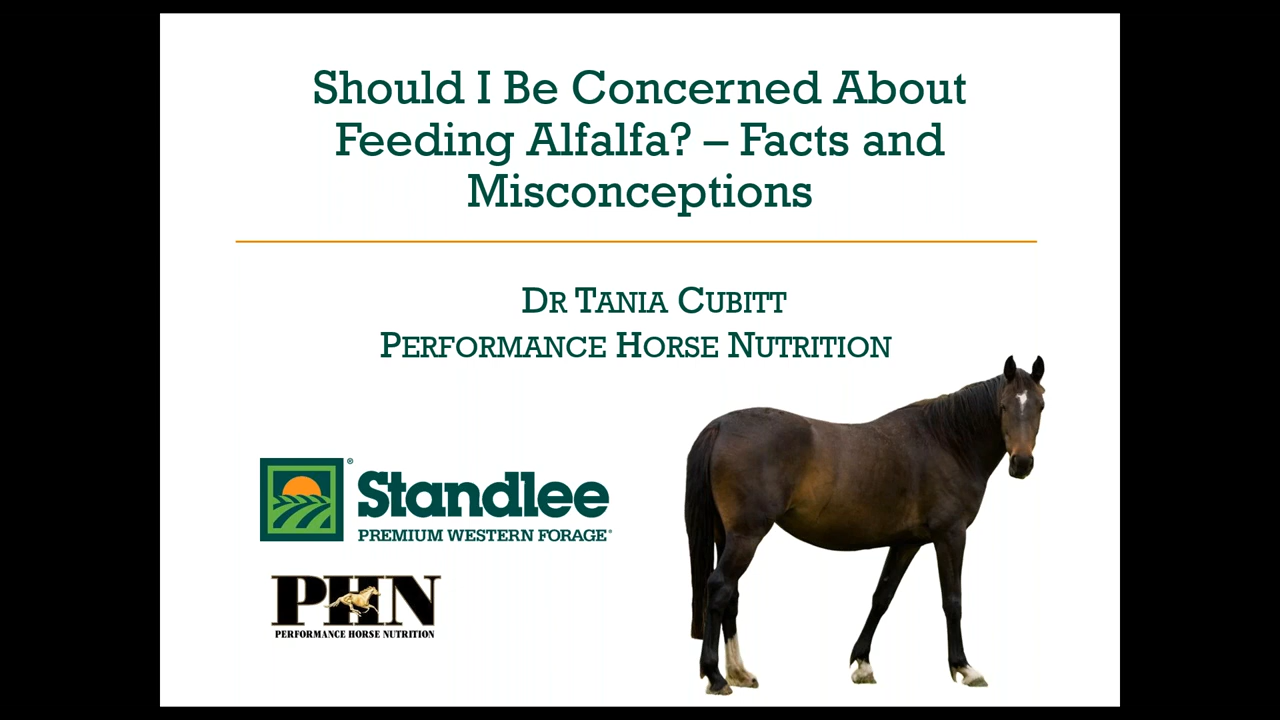 Should I Be Concerned About
Feeding Alfalfa? – Facts and
Misconceptions
DR TANIA CUBITT
PERFORMANCE HORSE NUTRITION
Standlee®
PREMIUM WESTERN FORAGE®
PHN
PERFORMANCE HORSE NUTRITION